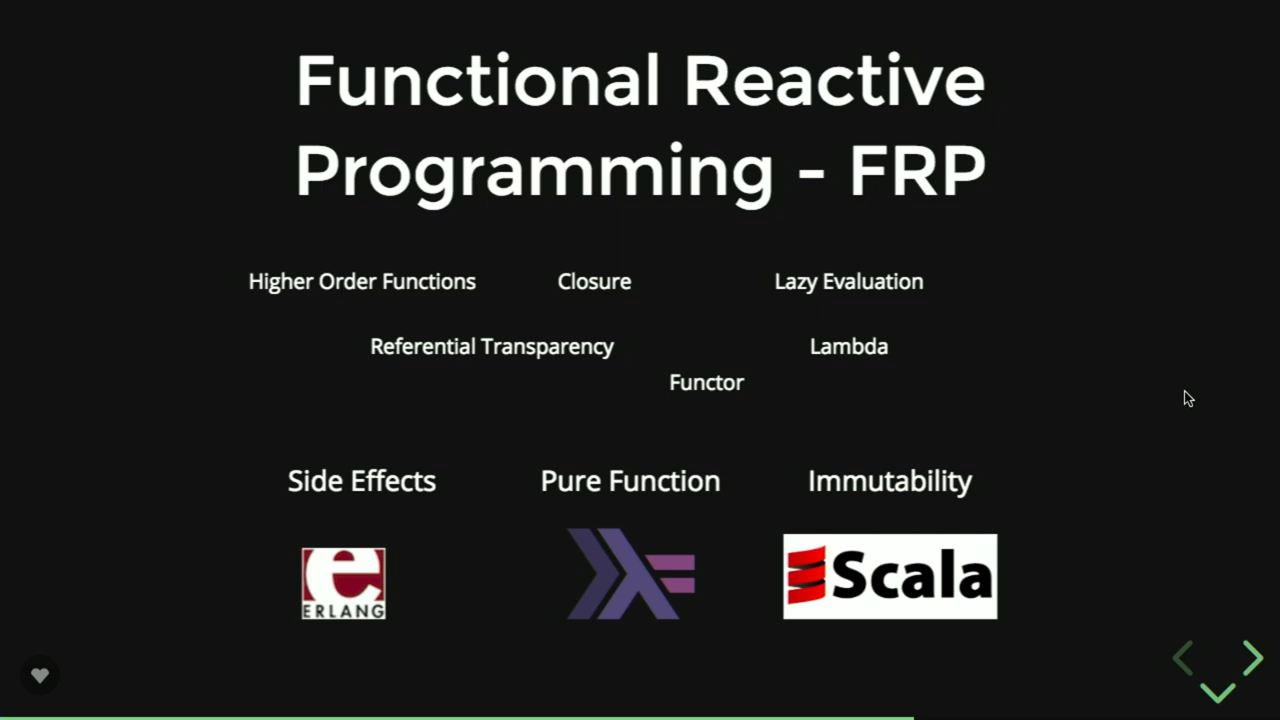 Functional Reactive
Programming - FRP
Higher Order Functions Closure Lazy Evaluation
Referential Transparency Lambda
Functor
Side Effects Pure Function Immutability
e
ERLANG
Scala